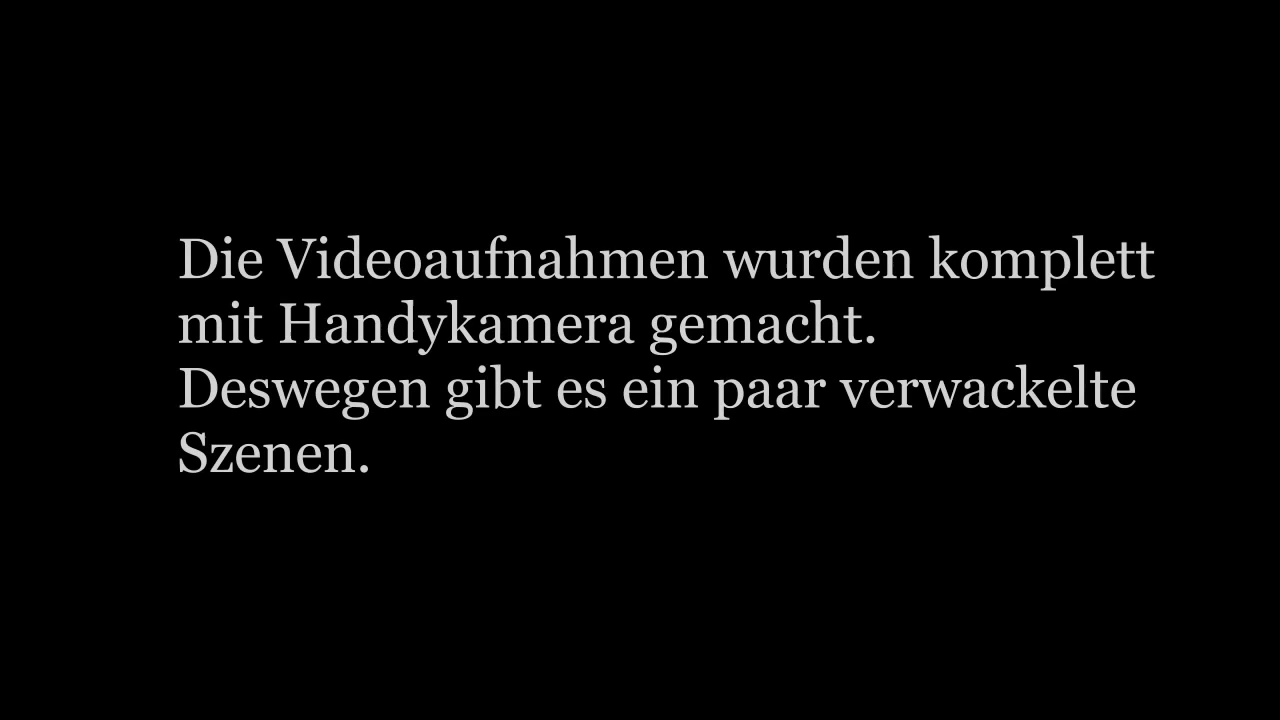 Die Videoaufnahmen wurden komplett
mit Handykamera gemacht.
Deswegen gibt es ein paar verwackelte
Szenen.